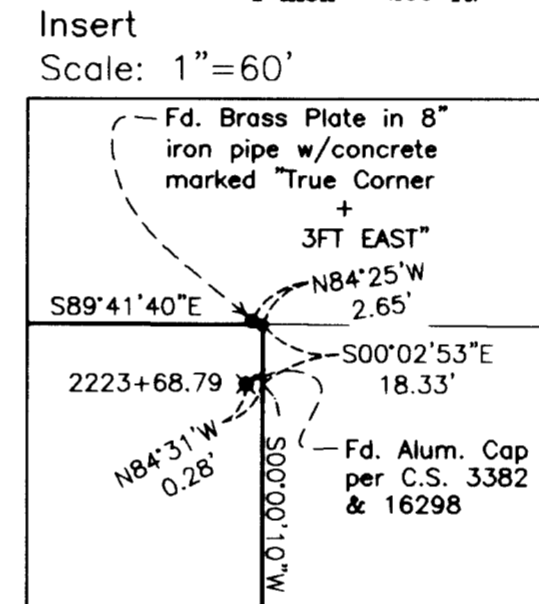 Insert
Scale: 1"=60'
Fd. Brass Plate in 8"
iron pipe w/concrete
marked "True Corner
+
3FT EAST"
N84°25'W
2.65'
S89°41'40"E
S00°02'53"E
18.33'
2223+68.79
N84°31'W
0.28'
S00°00'10"W
Fd. Alum. Cap
per C.S. 3382
& 16298